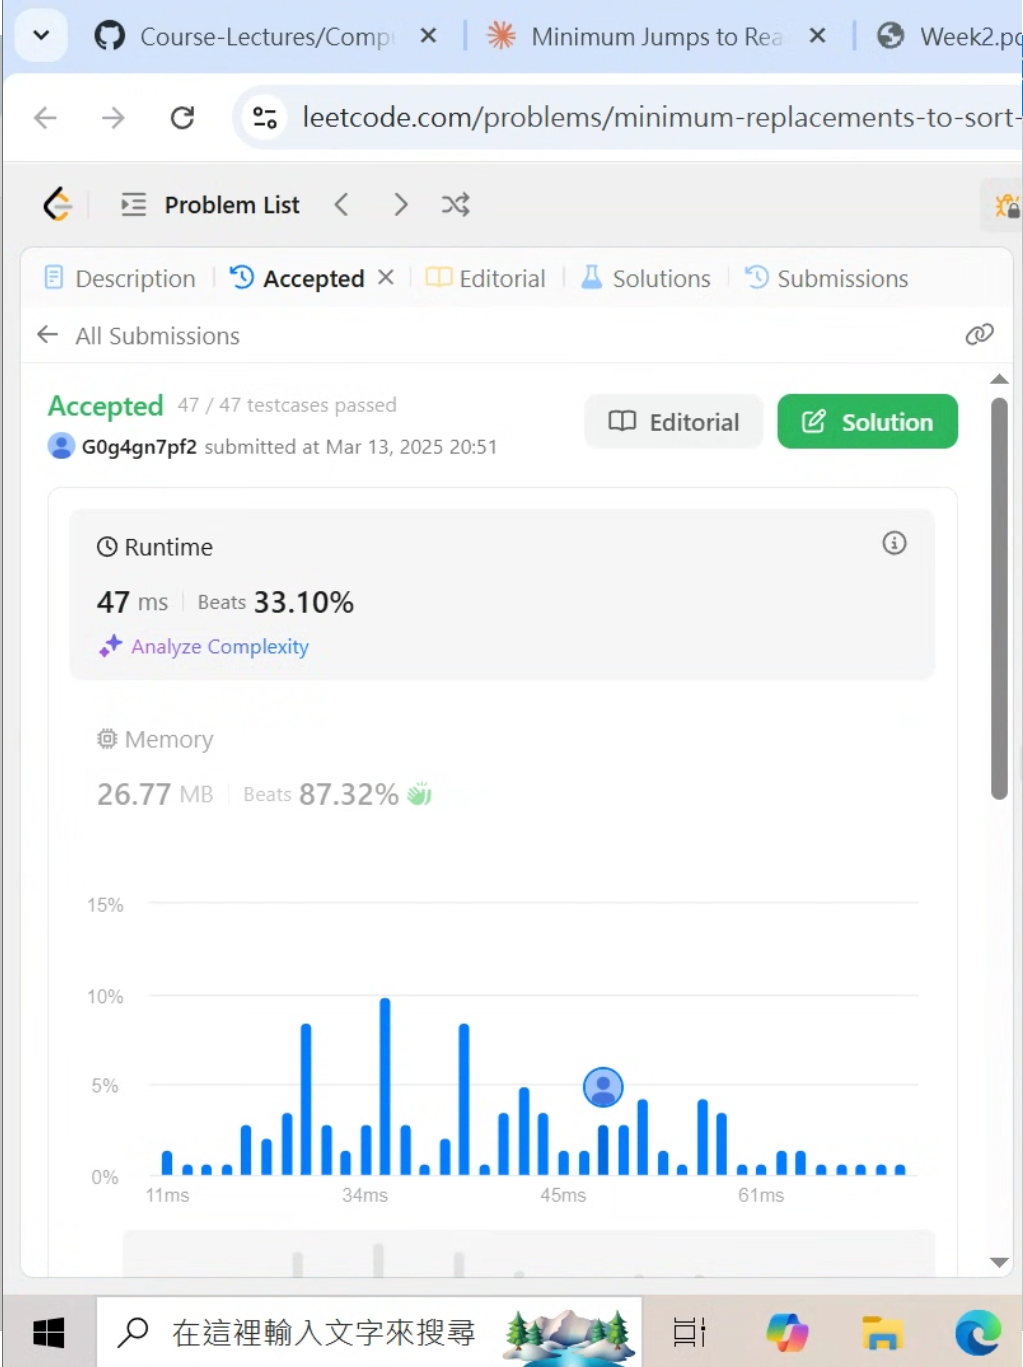 Course-Lectures/Comp
Minimum Jumps to Rea
Week2.pd
leetcode.com/problems/minimum-replacements-to-sort-
Problem List
Description
Accepted
Editorial
Solutions
Submissions
All Submissions
Accepted 47 / 47 testcases passed
G0g4gn7pf2 submitted at Mar 13, 2025 20:51
Editorial
Solution
Runtime
47 ms Beats 33.10%
Analyze Complexity
Memory
26.77 MB Beats 87.32%
15%
10%
5%
0%
11ms 34ms 45ms 61ms
在這裡輸入文字來搜尋